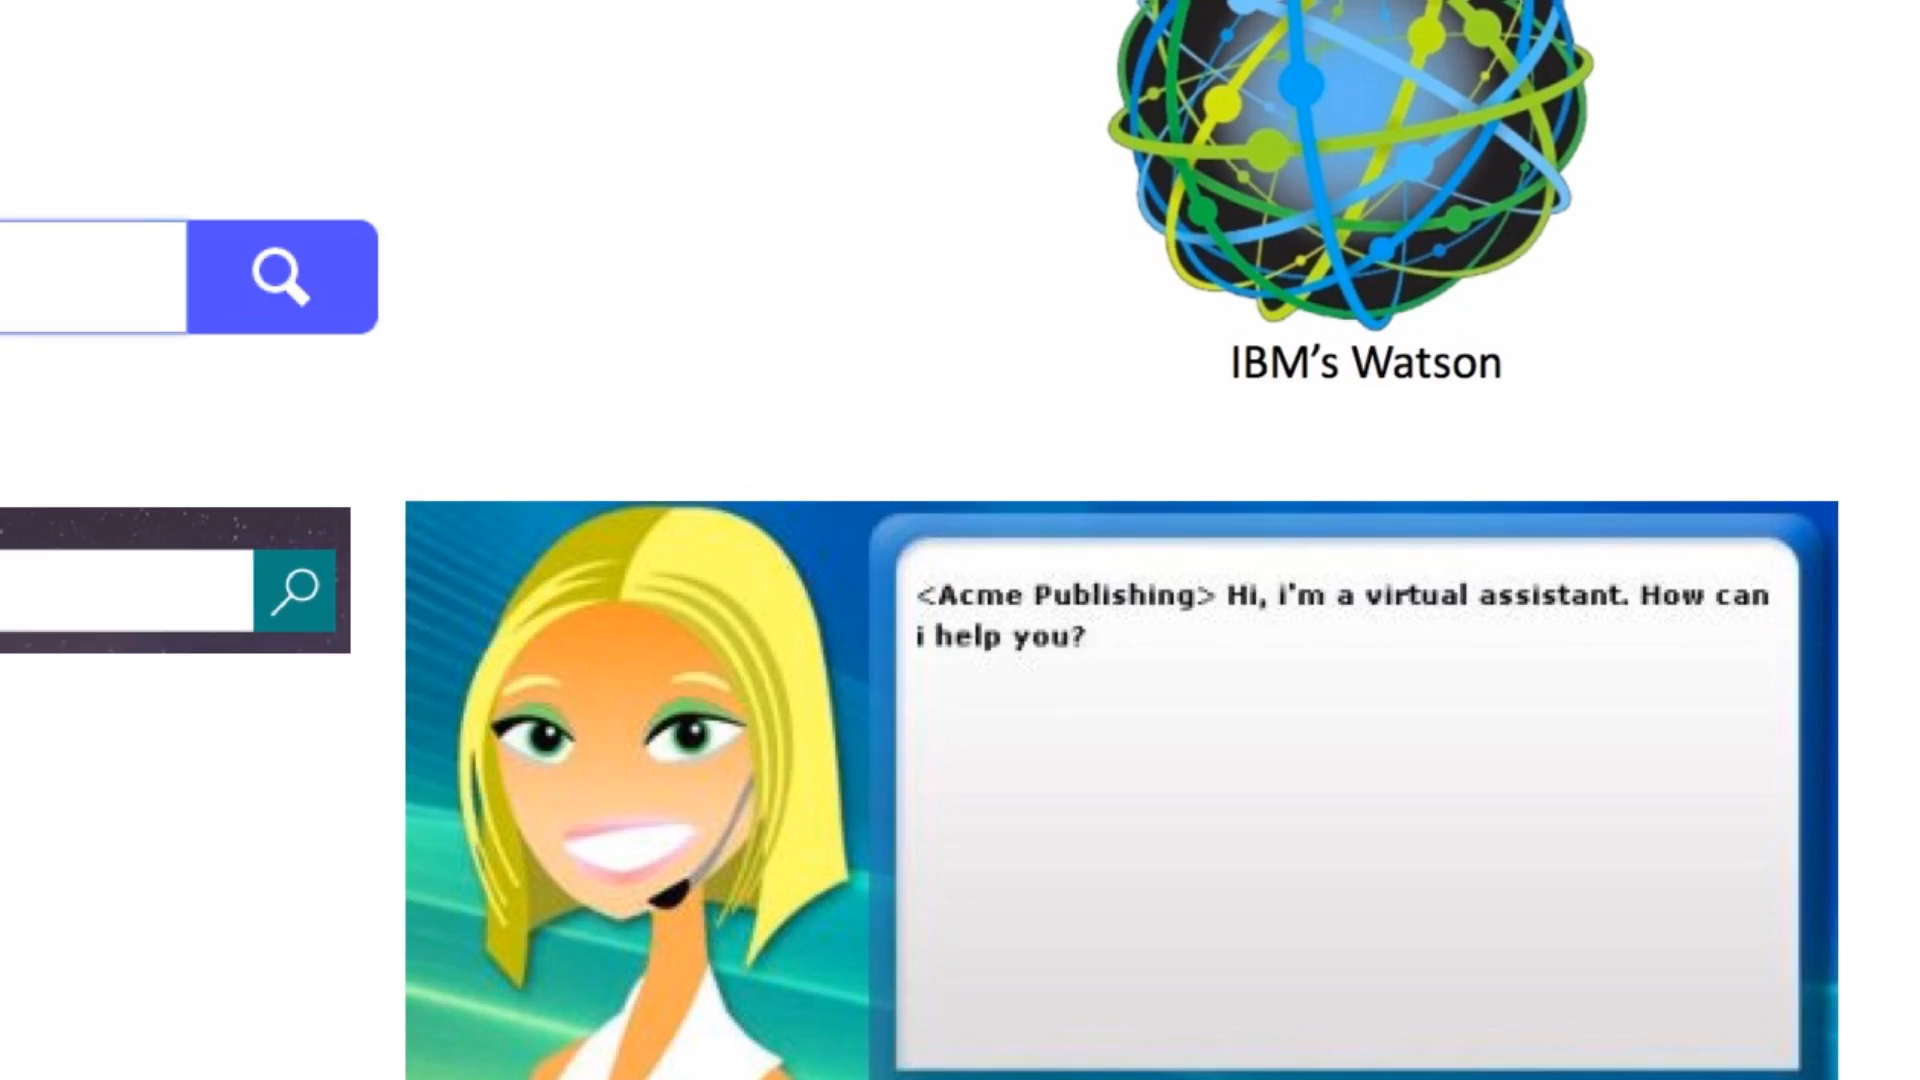 IBM’s Watson
<Acme Publishing> Hi, i'm a virtual assistant. How can
i help you?